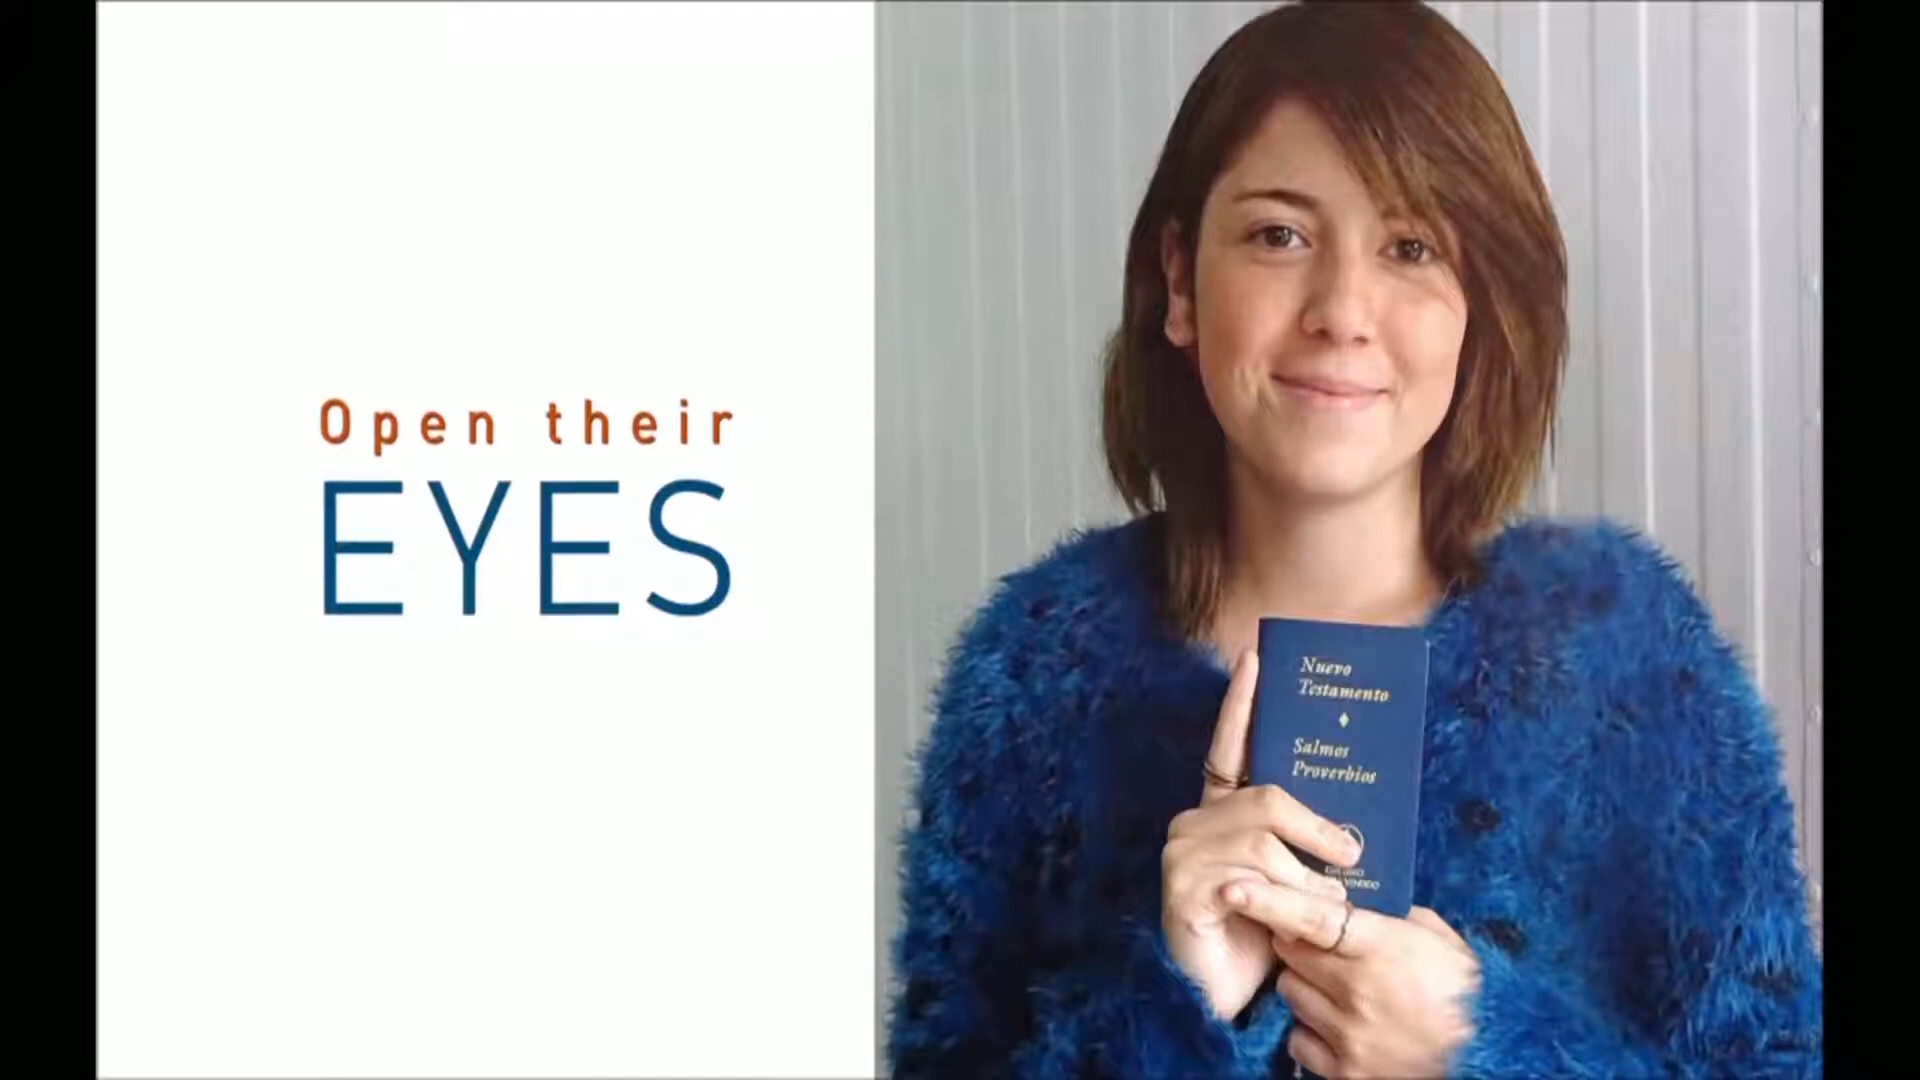 Open their
EYES
Nuevo
Testamento
Salmos
Proverbios